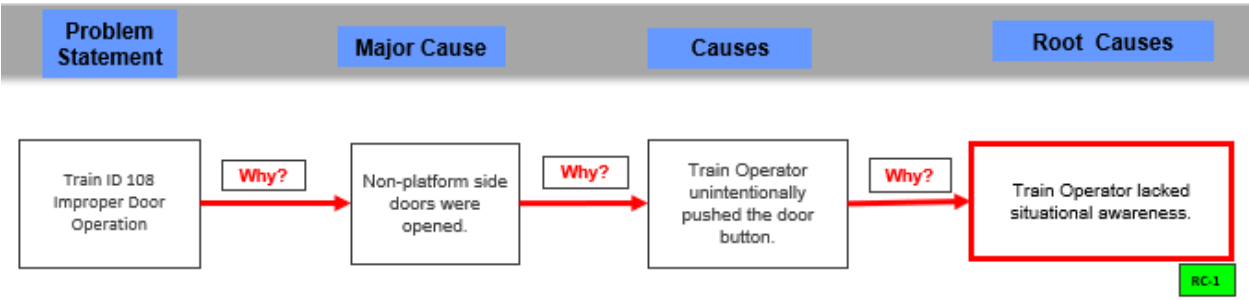 Problem
Statement
Major Cause
Causes
Root Causes
Train ID 108
Improper Door
Operation
Why?
Non-platform side
doors were
opened.
Why?
Train Operator
unintentionally
pushed the door
button.
Why?
Train Operator lacked
situational awareness.
RC-1